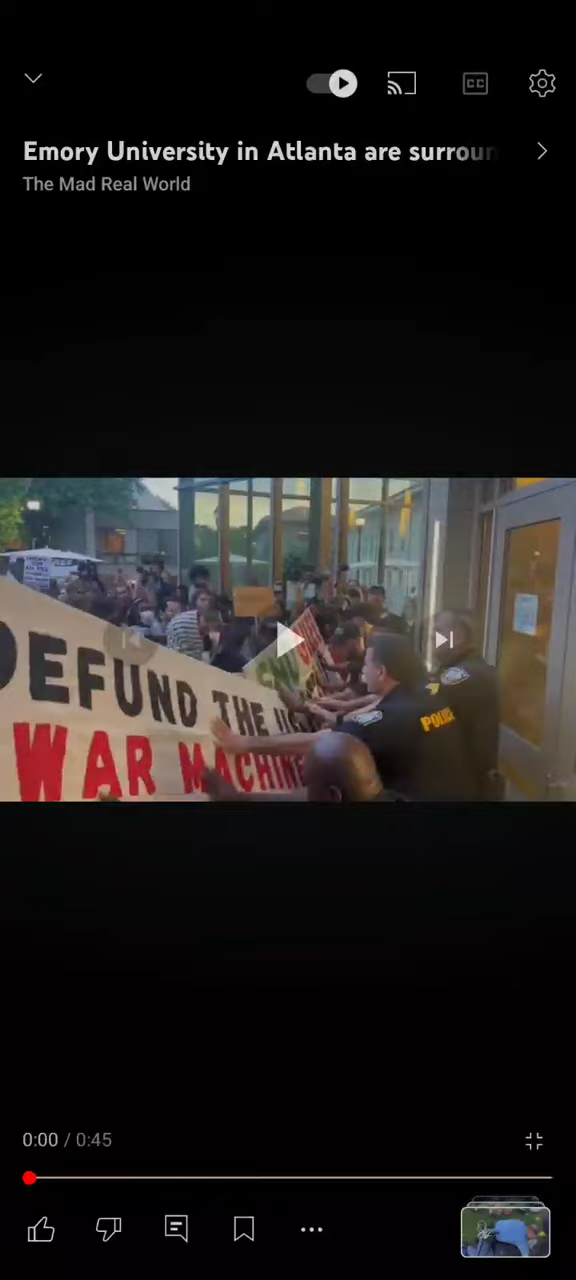 CC
Emory University in Atlanta are surroun
The Mad Real World
DEFUND THE
WAR MACHINE
POLICE
0:00 / 0:45